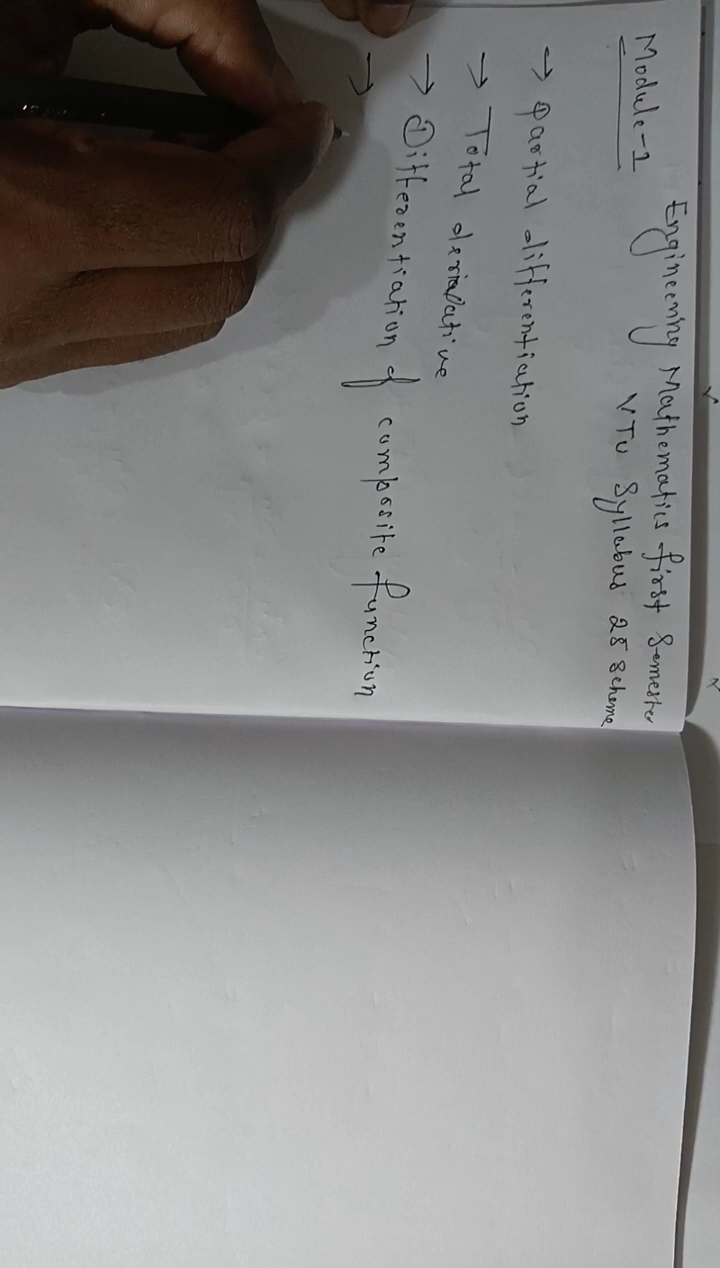 Engineering Mathematics first Semester
VTU Syllabus 25 Scheme
Module-1
→ Partial differentiation
→ Total derivative
→ Differentiation of composite function
→